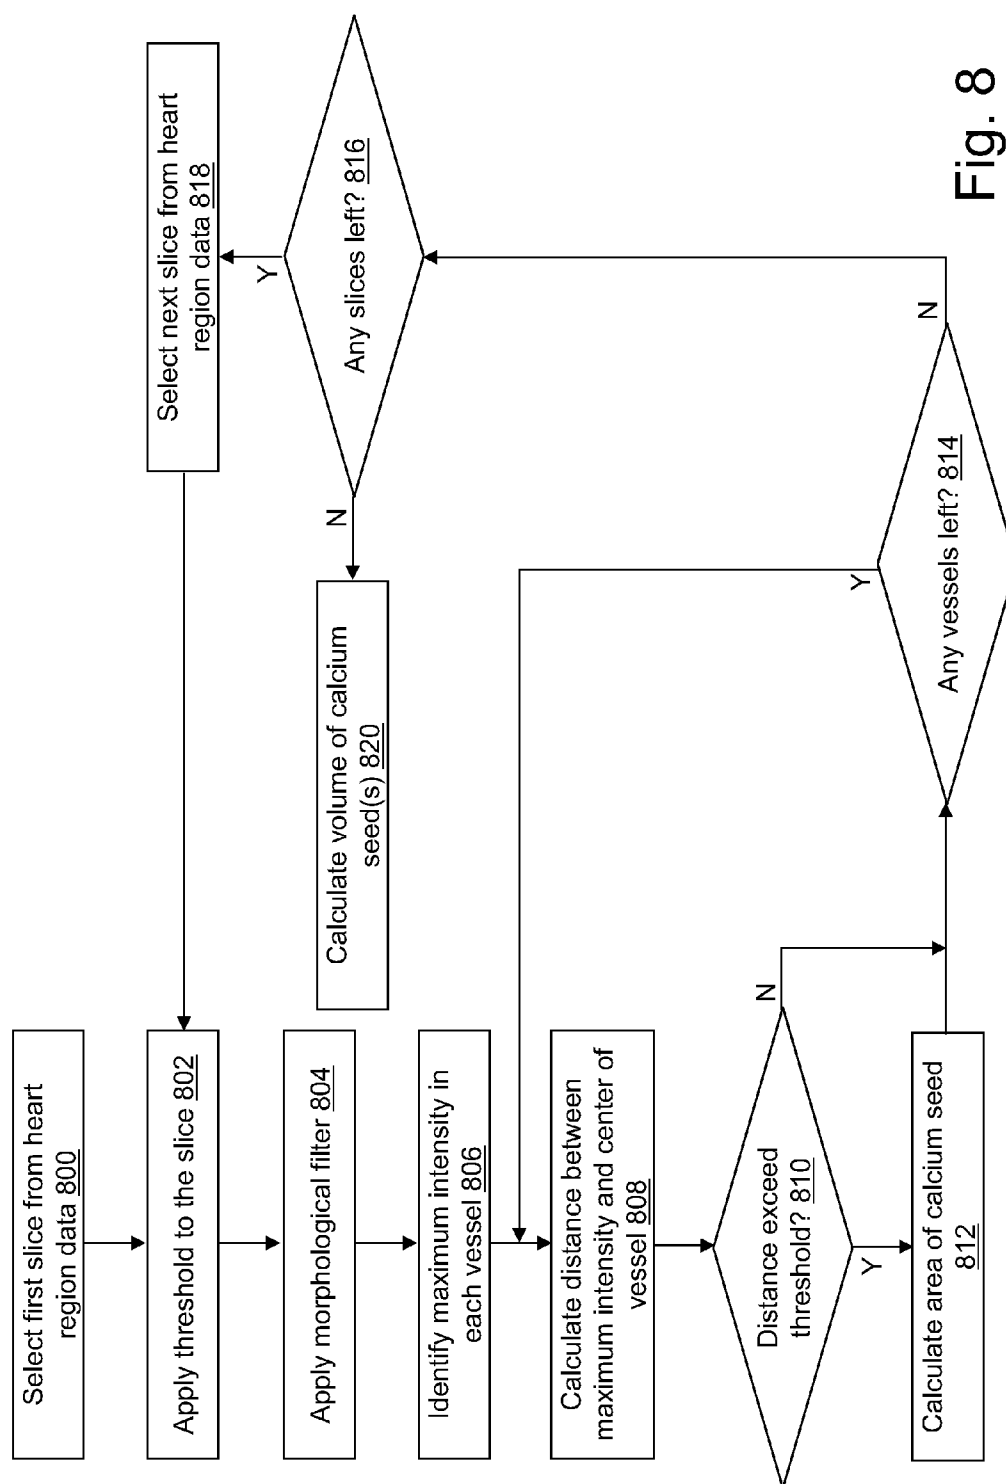 Select first slice from heart
region data 800
Apply threshold to the slice 802
Apply morphological filter 804
Identify maximum intensity in
each vessel 806
Calculate distance between
maximum intensity and center of
vessel 808
Distance exceed
threshold? 810
N
Y
Calculate area of calcium seed
812
Any vessels left? 814
Y
N
Any slices left? 816
Y
N
Select next slice from heart
region data 818
Calculate volume of calcium
seed(s) 820
Fig. 8